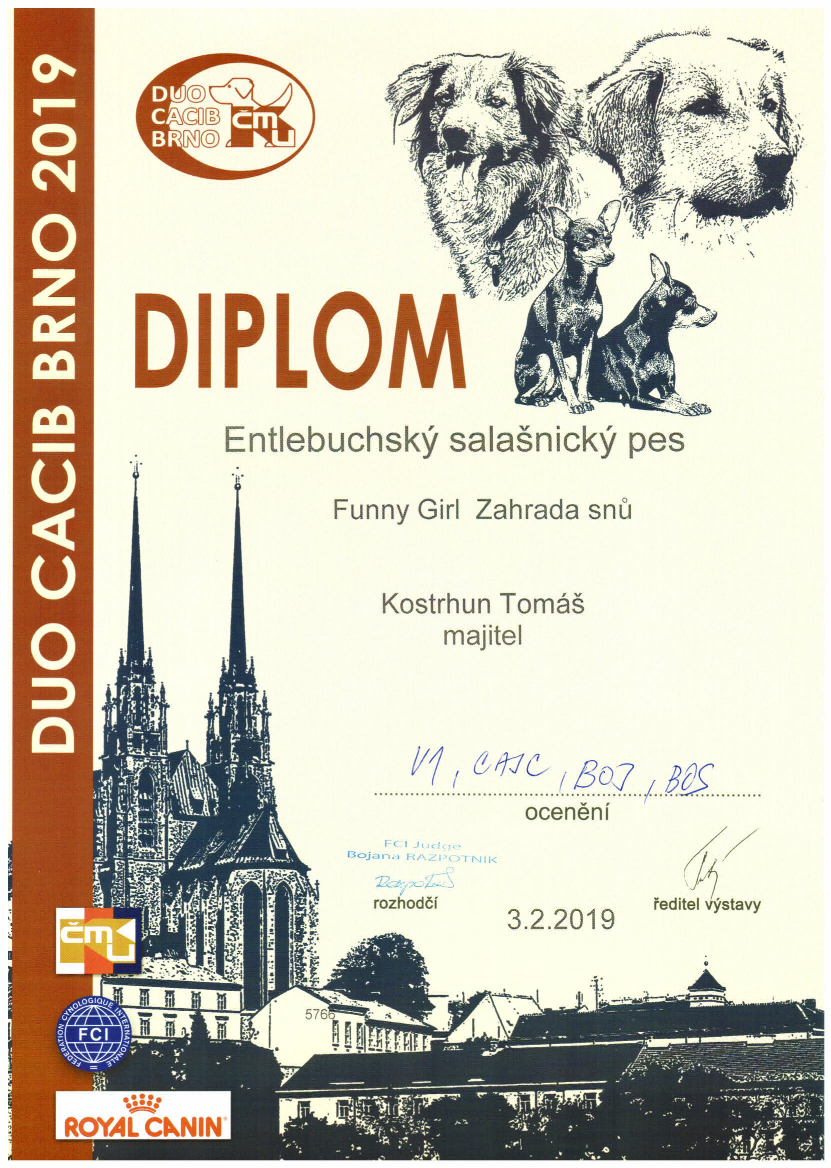 DUO CACIB BRNO 2019
DUO
CACIB
BRNO
čmKu
DIPLOM
Entlebuchský salašnický pes
Funny Girl Zahrada snů
Kostrhun Tomáš
majitel
V1, CAJC, BOJ, BOS
ocenění
FCI Judge
Bojana RAZPOTNIK
rozhodčí
3.2.2019
ředitel výstavy
čmKu
5766
FEDERATION CYNOLOGIQUE INTERNATIONALE
FCI
ROYAL CANIN